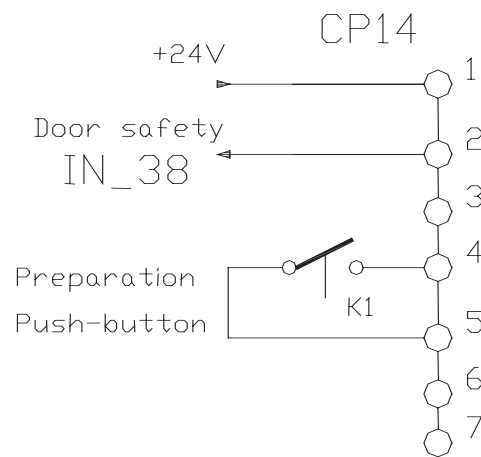 CP14
+24V
1
Door safety
2
IN_38
3
4
Preparation
K1
Push-button
5
6
7